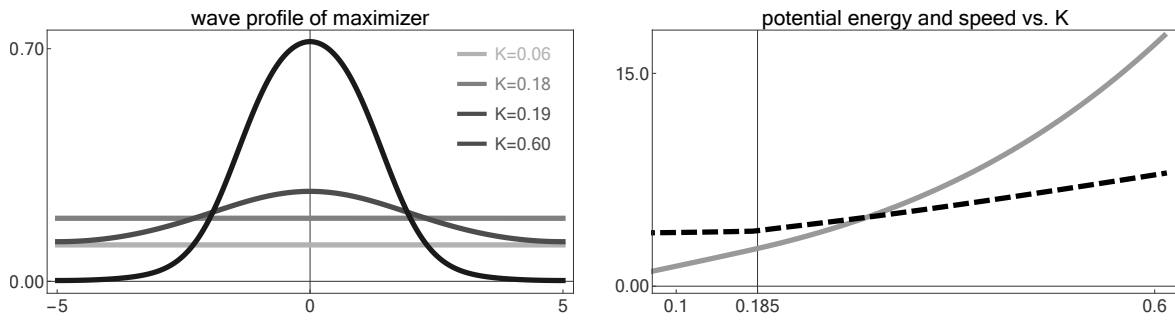 wave profile of maximizer
0.70
K=0.06
K=0.18
K=0.19
K=0.60
0.00
−5
0
5
potential energy and speed vs. K
15.0
0.00
0.1
0.185
0.6